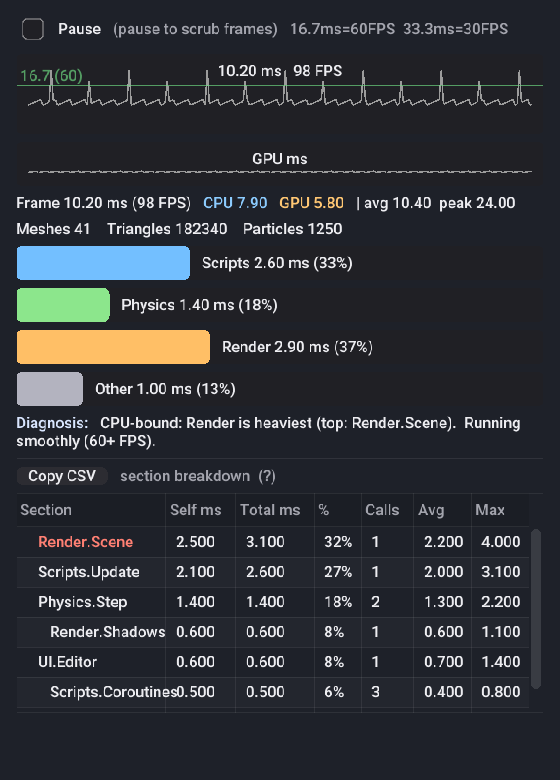 Pause (pause to scrub frames) 16.7ms=60FPS 33.3ms=30FPS
16.7 (60) 10.20 ms 98 FPS
GPU ms
Frame 10.20 ms (98 FPS) CPU 7.90 GPU 5.80 | avg 10.40 peak 24.00
Meshes 41 Triangles 182340 Particles 1250
Scripts 2.60 ms (33%)
Physics 1.40 ms (18%)
Render 2.90 ms (37%)
Other 1.00 ms (13%)
Diagnosis: CPU-bound: Render is heaviest (top: Render.Scene). Running
smoothly (60+ FPS).
Copy CSV section breakdown (?)
Section Self ms Total ms % Calls Avg Max
Render.Scene 2.500 3.100 32% 1 2.200 4.000
Scripts.Update 2.100 2.600 27% 1 2.000 3.100
Physics.Step 1.400 1.400 18% 2 1.300 2.200
Render.Shadows 0.600 0.600 8% 1 0.600 1.100
UI.Editor 0.600 0.600 8% 1 0.700 1.400
Scripts.Coroutines 0.500 0.500 6% 3 0.400 0.800